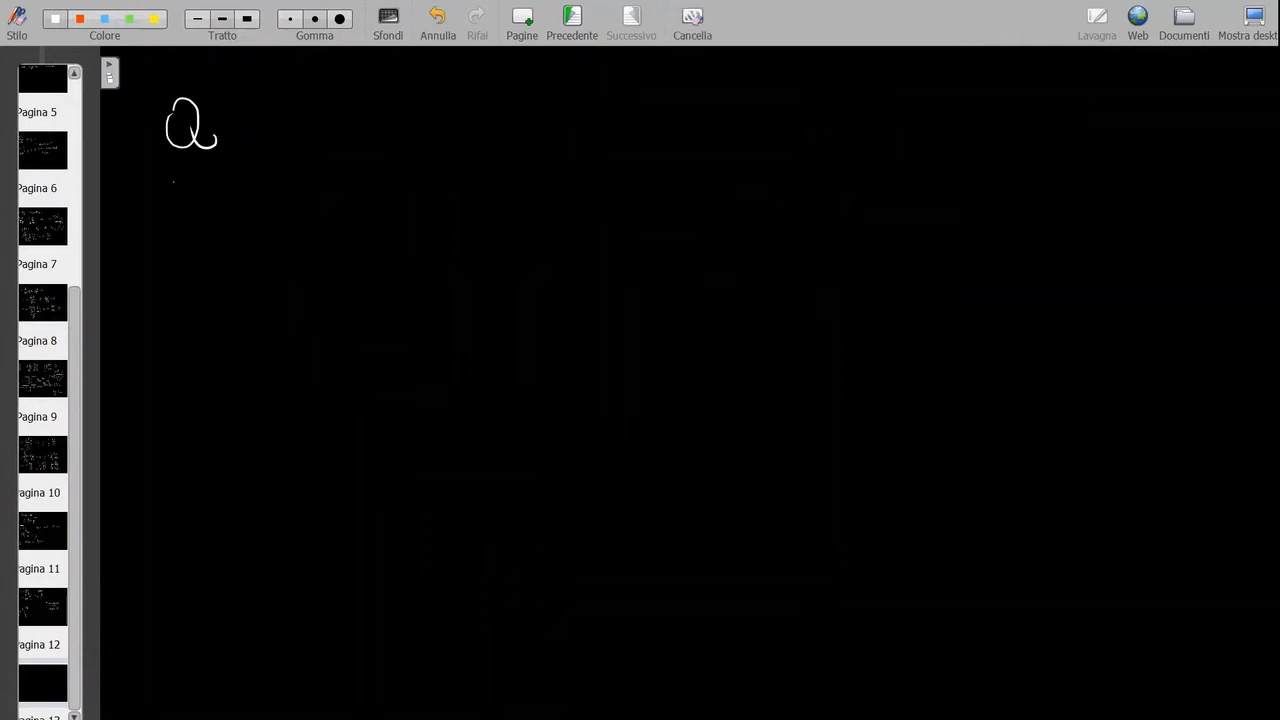 Stilo Colore Tratto Gomma Sfondi Annulla Rifai Pagine Precedente Successivo Cancella Lavagna Web Documenti Mostra deskt
Q
Pagina 5
Pagina 6
Pagina 7
Pagina 8
Pagina 9
agina 10
agina 11
agina 12